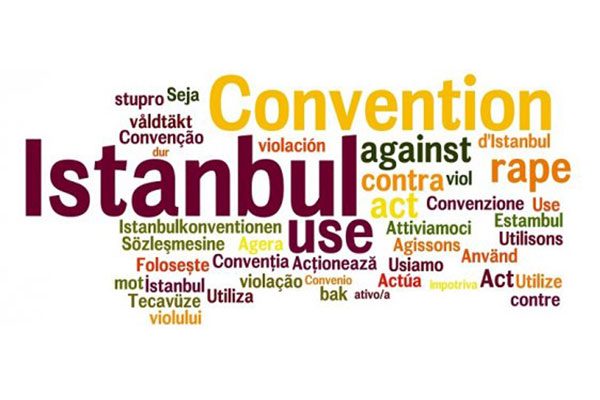 stupro Seja Convention
våldtäkt
Convenção violación against d'Istanbul
dur
Istanbul contra viol rape
act Convenzione Use
Istanbulkonventionen use Attiviamoci Estambul
Sözleşmesine Agera Agissons Utilisons
Folosește Convenția Acționează Usiamo Använd
mot İstanbul violação Convenio Actúa impotriva Act Utilize
Tecavüze Utiliza bak ativo/a contre
violului